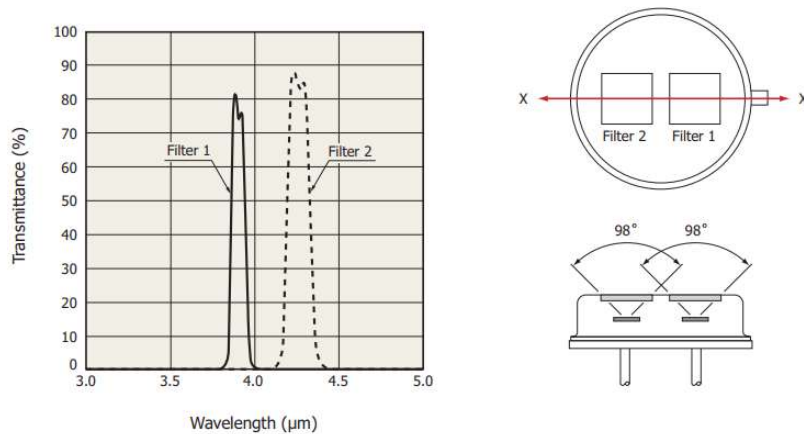 100
90
80
70
60
50
40
30
20
10
0
3.0 3.5 4.0 4.5 5.0
Transmittance (%)
Wavelength (μm)
Filter 1
Filter 2
X X
Filter 2 Filter 1
98° 98°